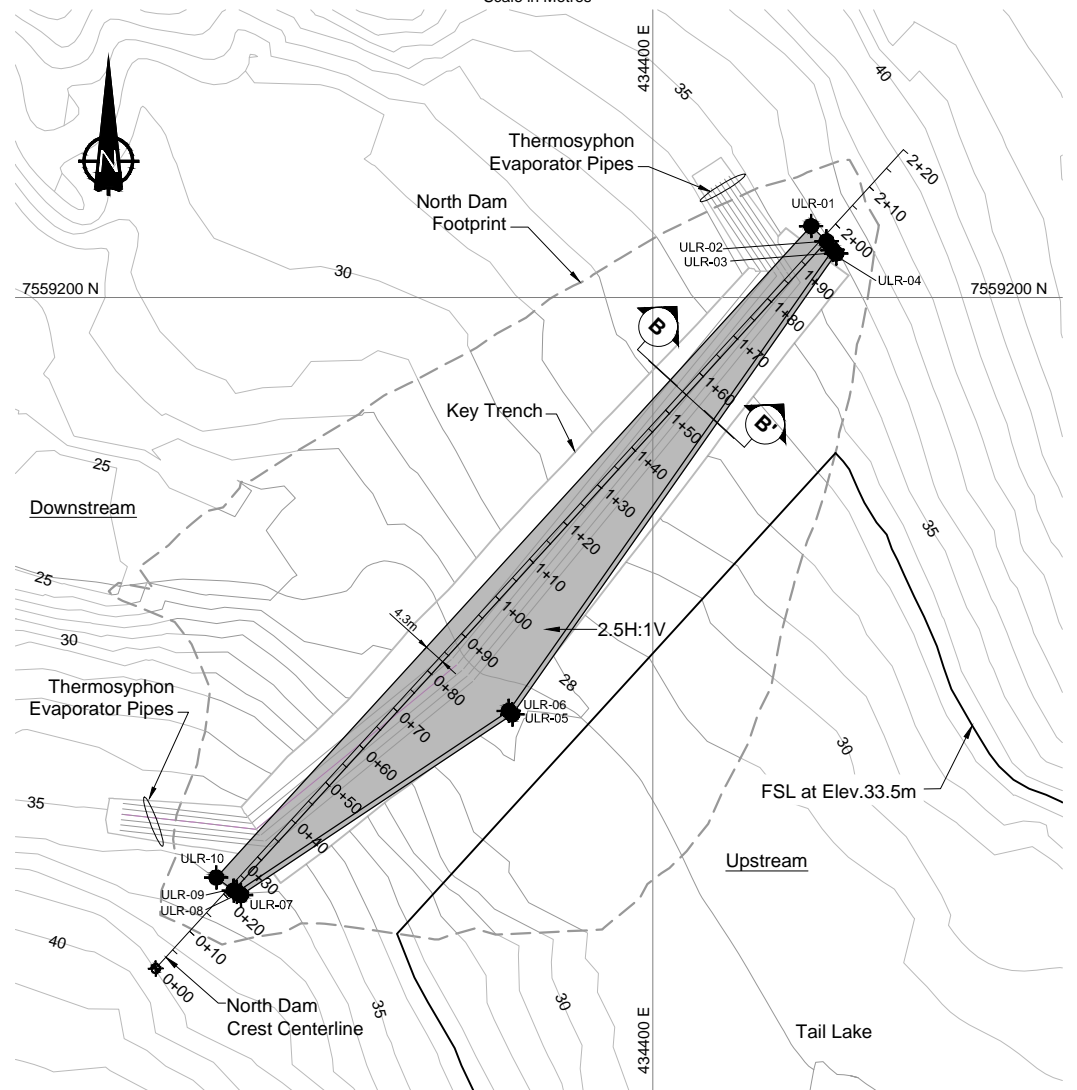 Scale in Metres
434400 E
40
35
N
Thermosyphon
Evaporator Pipes
2+20
2+10
2+00
ULR-01
North Dam
Footprint
ULR-02
ULR-03
ULR-04
30
7559200 N
7559200 N
1+90
1+80
B
1+70
1+60
B'
Key Trench
1+50
1+40
25
1+30
Downstream
35
1+20
1+10
25
1+00
4.3m
2.5H:1V
30
0+90
0+80
28
Thermosyphon
Evaporator Pipes
ULR-06
ULR-05
0+70
30
0+60
FSL at Elev.33.5m
35
0+50
0+40
ULR-10
Upstream
0+30
ULR-09
ULR-08
ULR-07
0+20
40
0+10
0+00
North Dam
Crest Centerline
35
30
434400 E
Tail Lake